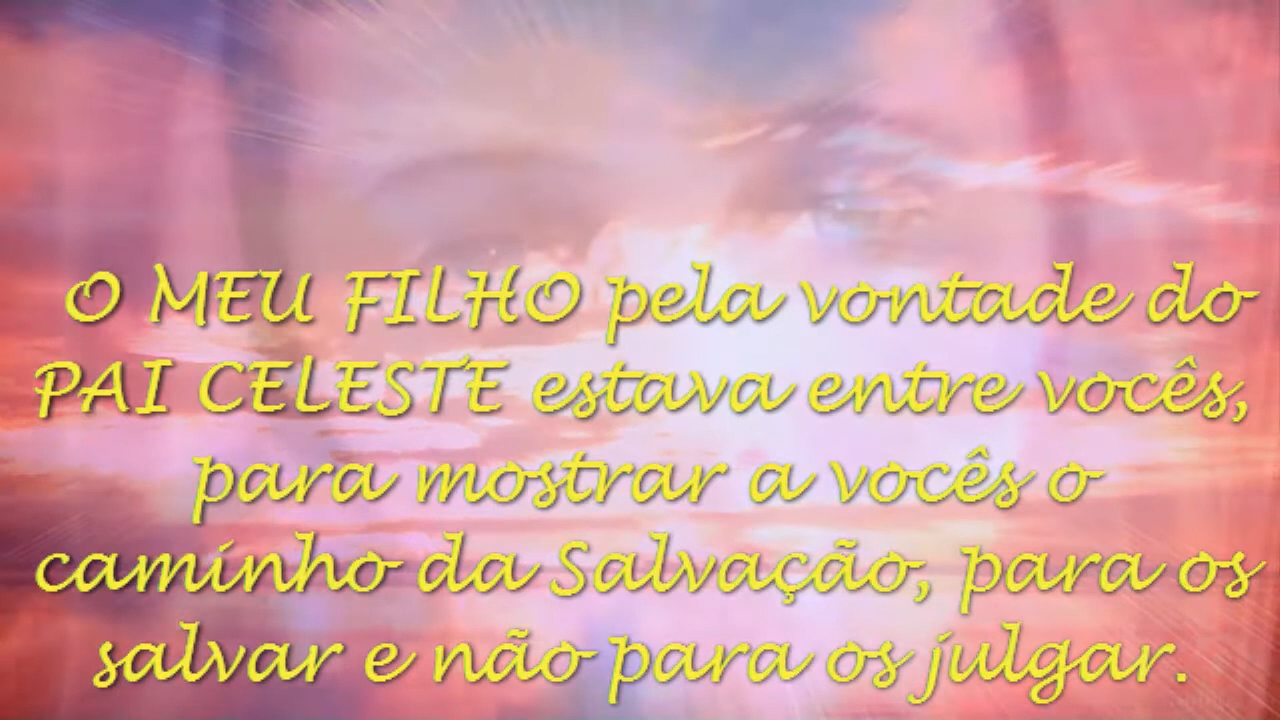 O MEU FILHO pela vontade do
PAI CELESTE estava entre vocês,
para mostrar a vocês o
caminho da Salvação, para os
salvar e não para os julgar.